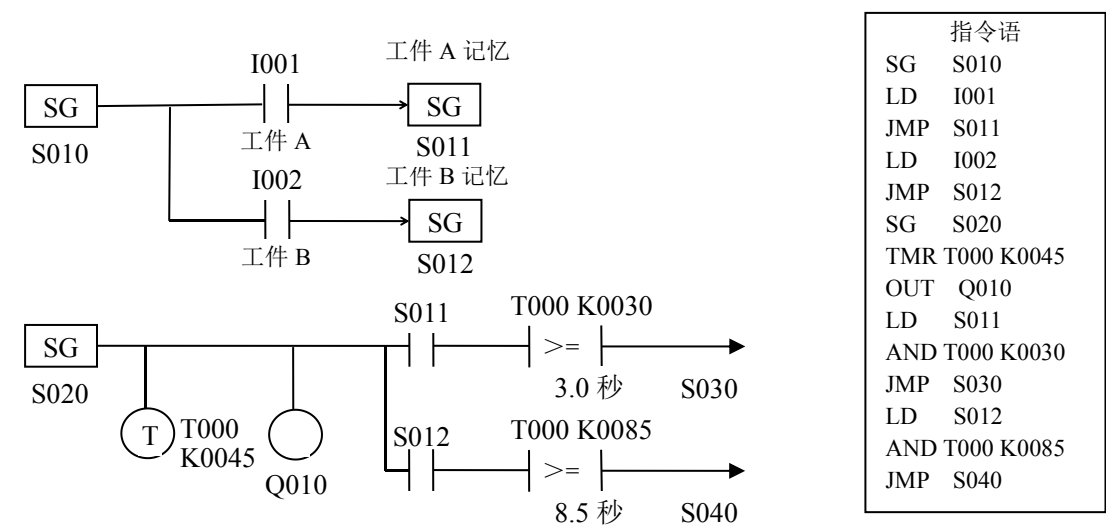 I001
工件 A 记忆
SG
SG
工件 A
S010
S011
I002
工件 B 记忆
SG
工件 B
S012
S011
T000 K0030
SG
>=
S020
3.0 秒
S030
T
T000
K0045
Q010
S012
T000 K0085
>=
8.5 秒
S040
指令语
SG S010
LD I001
JMP S011
LD I002
JMP S012
SG S020
TMR T000 K0045
OUT Q010
LD S011
AND T000 K0030
JMP S030
LD S012
AND T000 K0085
JMP S040